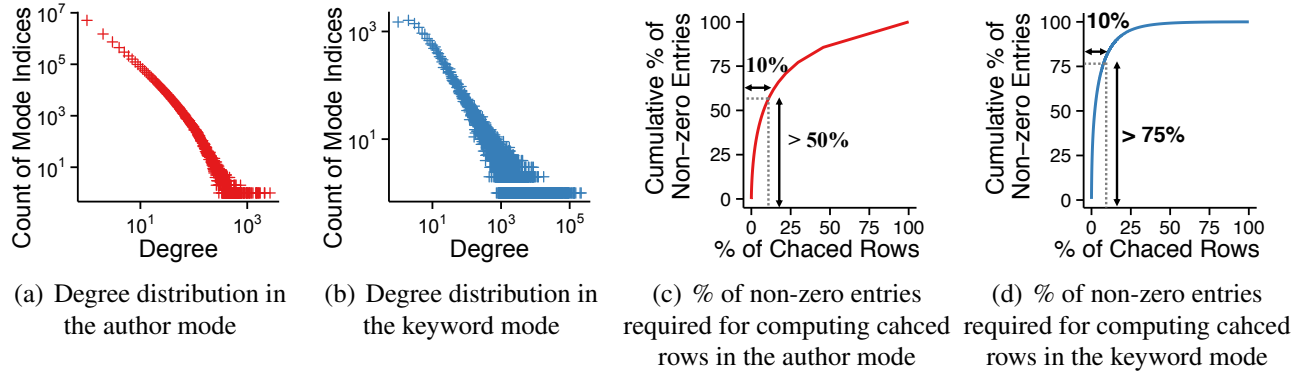 Count of Mode Indices
10^7
10^5
10^3
10^1
10^1
10^3
Degree
(a) Degree distribution in
the author mode
Count of Mode Indices
10^3
10^1
10^1
10^3
10^5
Degree
(b) Degree distribution in
the keyword mode
Cumulative % of
Non-zero Entries
100
75
50
25
0
10%
> 50%
0
25
50
75
100
% of Chaced Rows
(c) % of non-zero entries
required for computing cahced
rows in the author mode
Cumulative % of
Non-zero Entries
100
75
50
25
0
10%
> 75%
0
25
50
75
100
% of Chaced Rows
(d) % of non-zero entries
required for computing cahced
rows in the keyword mode